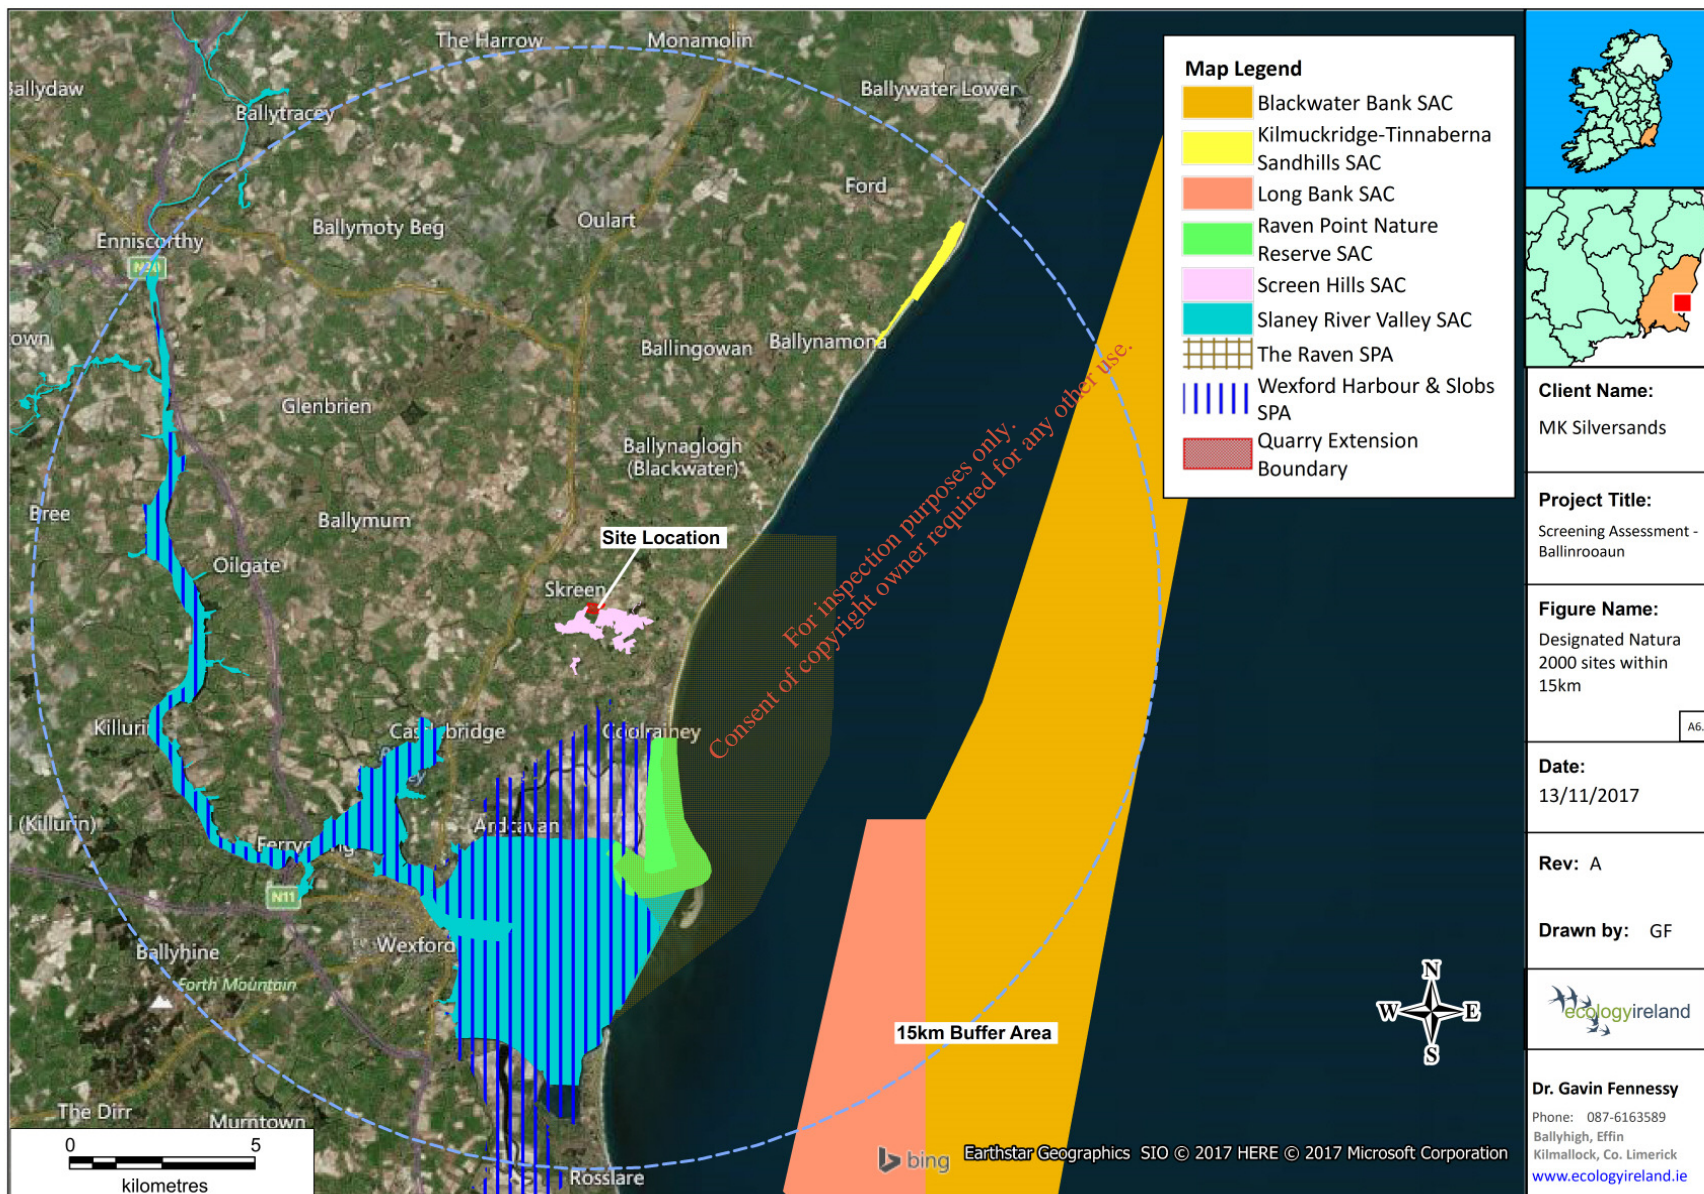 The Harrow
Monamolin
Ballydaw
Ballywater Lower
Ballytracey
Ford
Oulart
Ballymoty Beg
Enniscorthy
N30
own
Ballingowan
Ballynamona
Glenbrien
Ballynaglogh
(Blackwater)
Bree
Ballymurn
Site Location
Oilgate
Skreen
For inspection purposes only.
Consent of copyright owner required for any other use.
Killurin
Castlebridge
Coolrainey
l (Killurin)
Ardcavan
Ferrycarrig
N11
Wexford
Ballyhine
Forth Mountain
15km Buffer Area
The Dirr
Murntown
Rosslare
0 5
kilometres
bing
Earthstar Geographics SIO © 2017 HERE © 2017 Microsoft Corporation
N
W E
S
Map Legend
Blackwater Bank SAC
Kilmuckridge-Tinnaberna
Sandhills SAC
Long Bank SAC
Raven Point Nature
Reserve SAC
Screen Hills SAC
Slaney River Valley SAC
The Raven SPA
Wexford Harbour & Slobs
SPA
Quarry Extension
Boundary
Client Name:
MK Silversands
Project Title:
Screening Assessment -
Ballinrooaun
Figure Name:
Designated Natura
2000 sites within
15km
A6.
Date:
13/11/2017
Rev: A
Drawn by: GF
ecologyireland
Dr. Gavin Fennessy
Phone: 087-6163589
Ballyhigh, Effin
Kilmallock, Co. Limerick
www.ecologyireland.ie